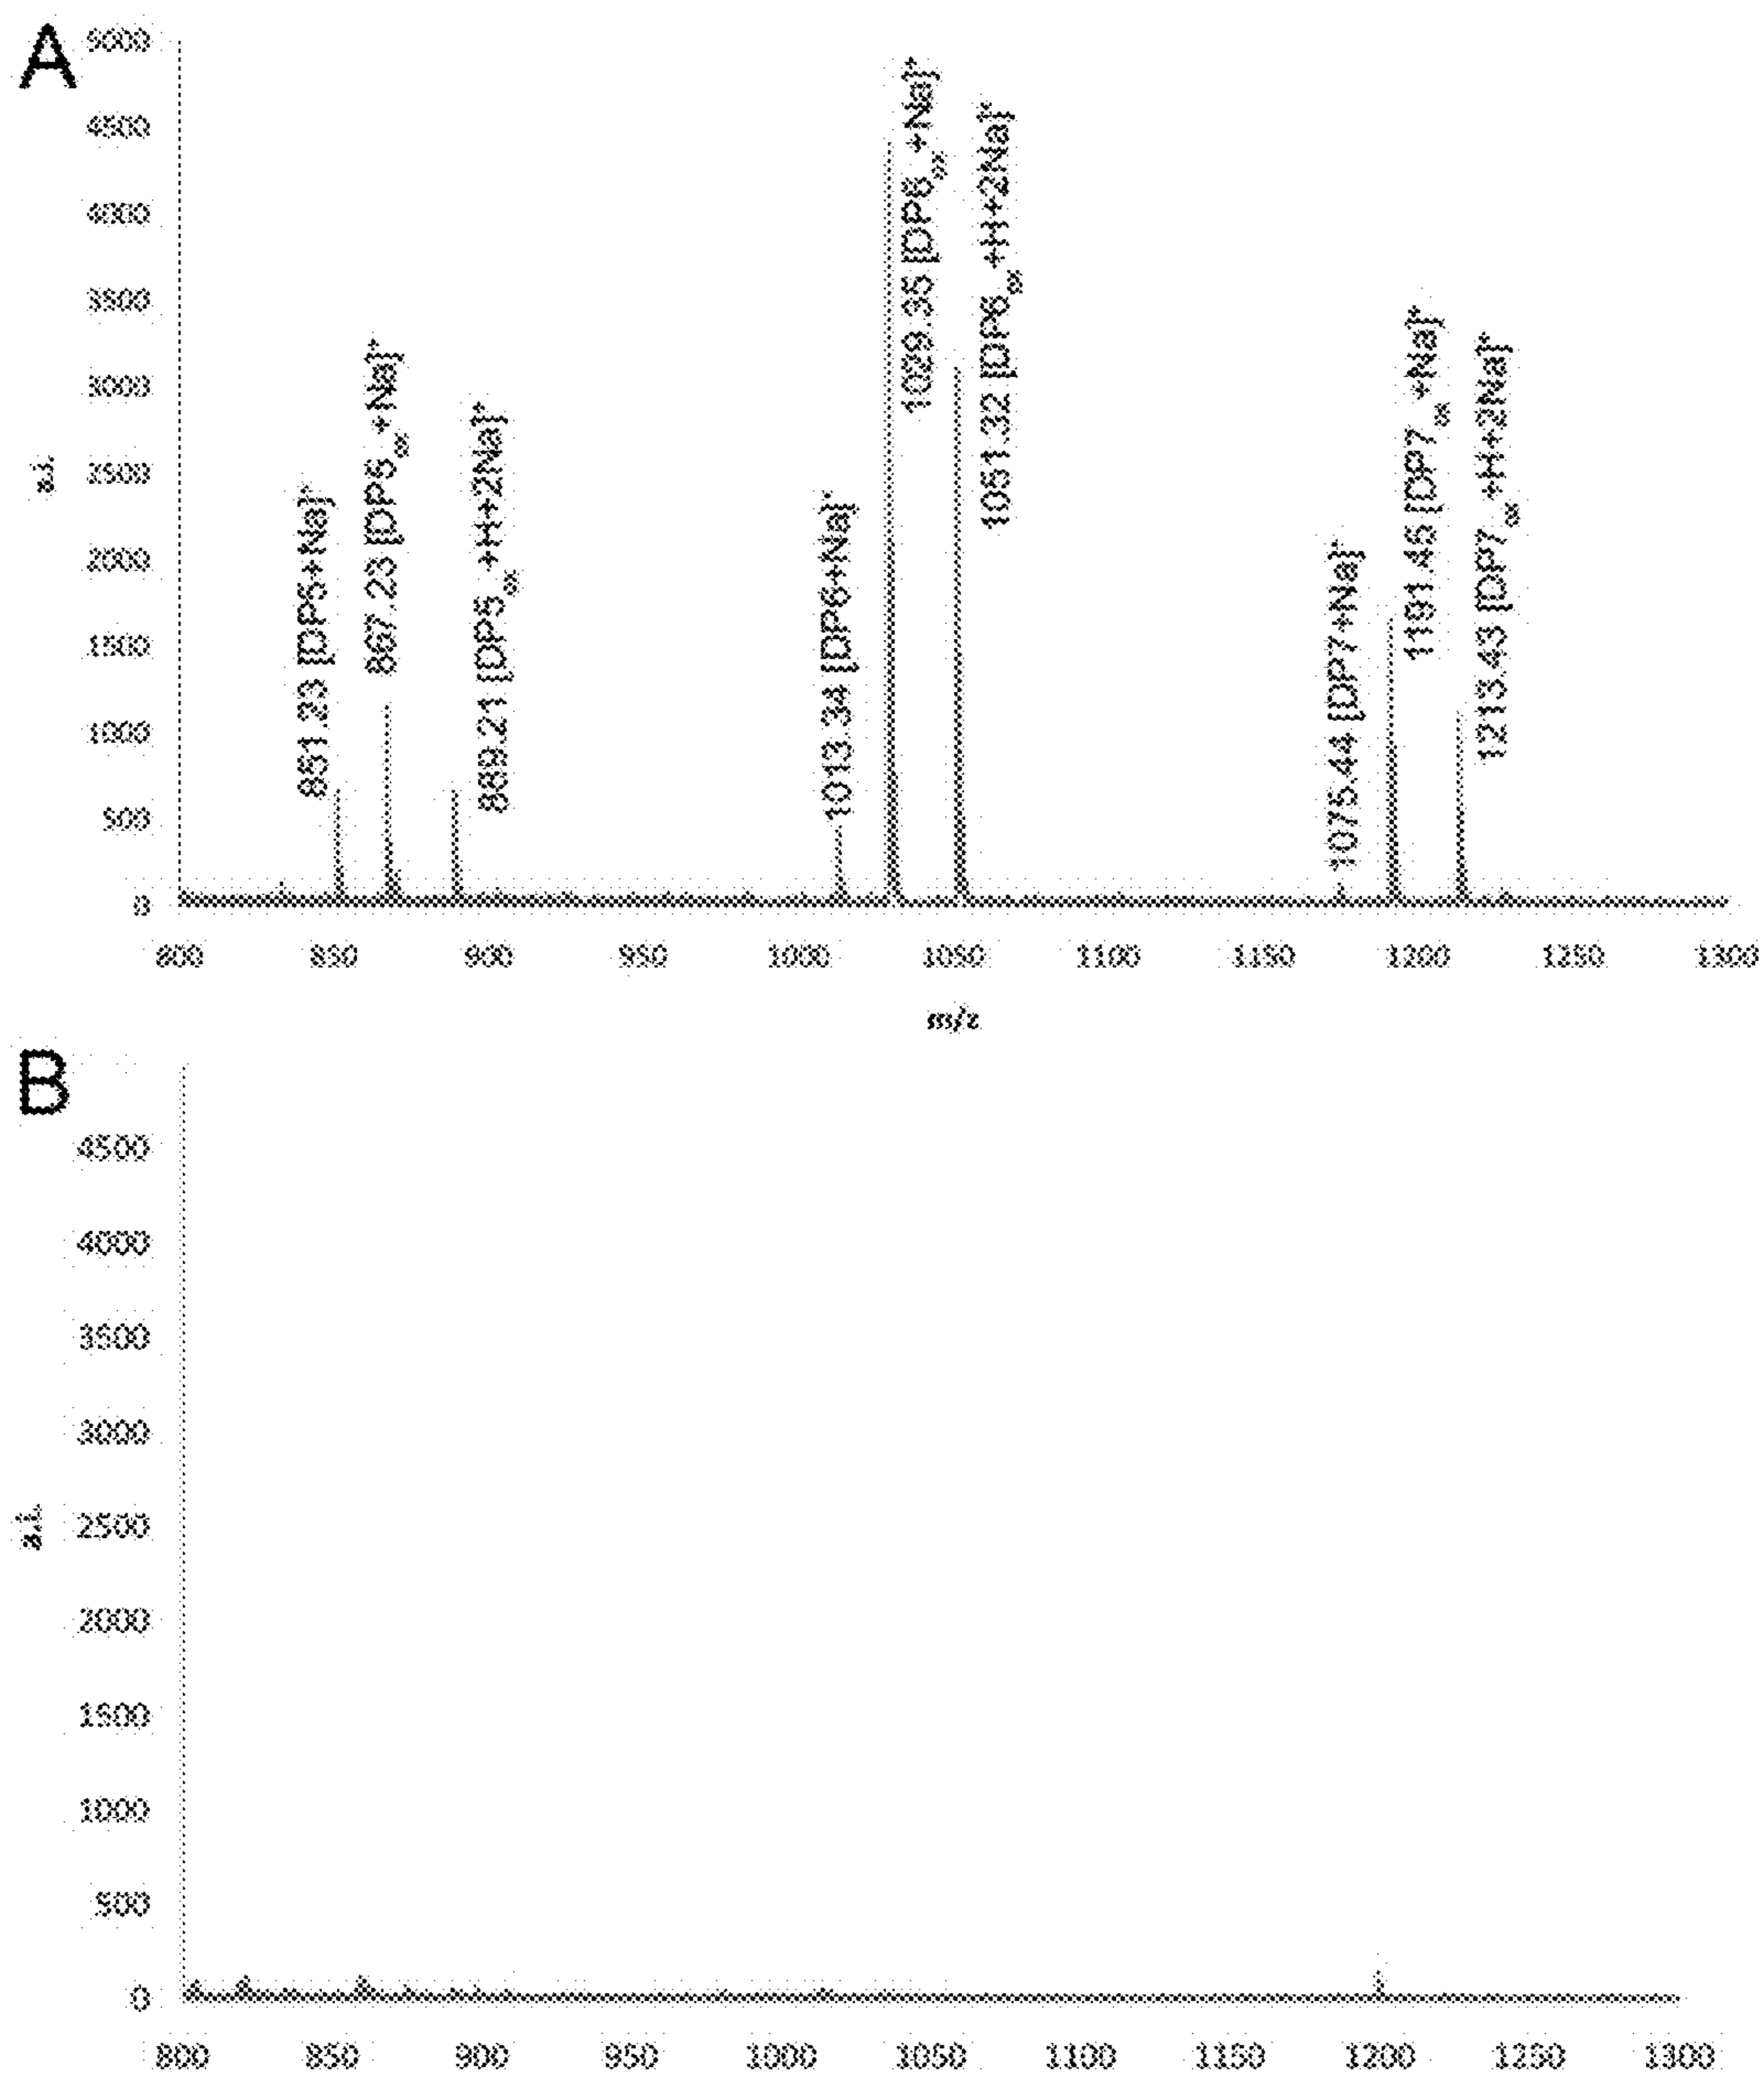 A
5000
4500
4000
3500
3000
2500
2000
1500
1000
500
0
a.i.
851.23 [DP5+Na]⁺
867.23 [DP5ox+Na]⁺
889.21 [DP5ox+H+2Na]⁺
1013.34 [DP6+Na]⁺
1029.35 [DP6ox+Na]⁺
1051.32 [DP6ox+H+2Na]⁺
1075.44 [DP7+Na]⁺
1191.45 [DP7ox+Na]⁺
1213.43 [DP7ox+H+2Na]⁺
800 850 900 950 1000 1050 1100 1150 1200 1250 1300
m/z
B
4500
4000
3500
3000
2500
2000
1500
1000
500
0
a.i.
800 850 900 950 1000 1050 1100 1150 1200 1250 1300